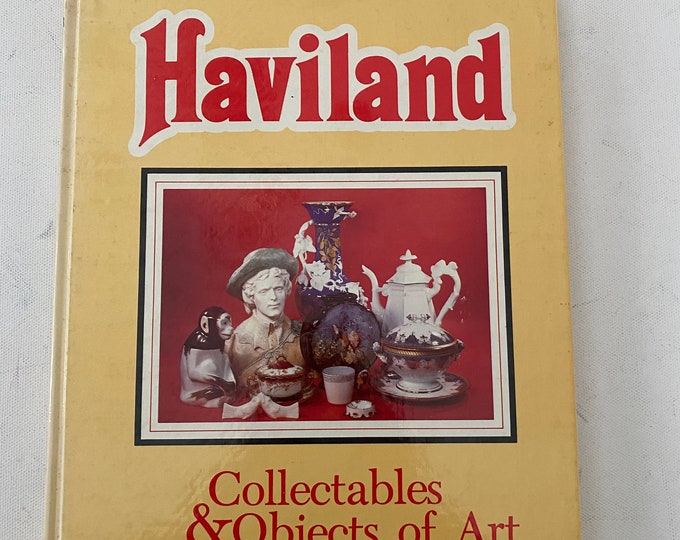 Haviland
Collectables
& Objects of Art